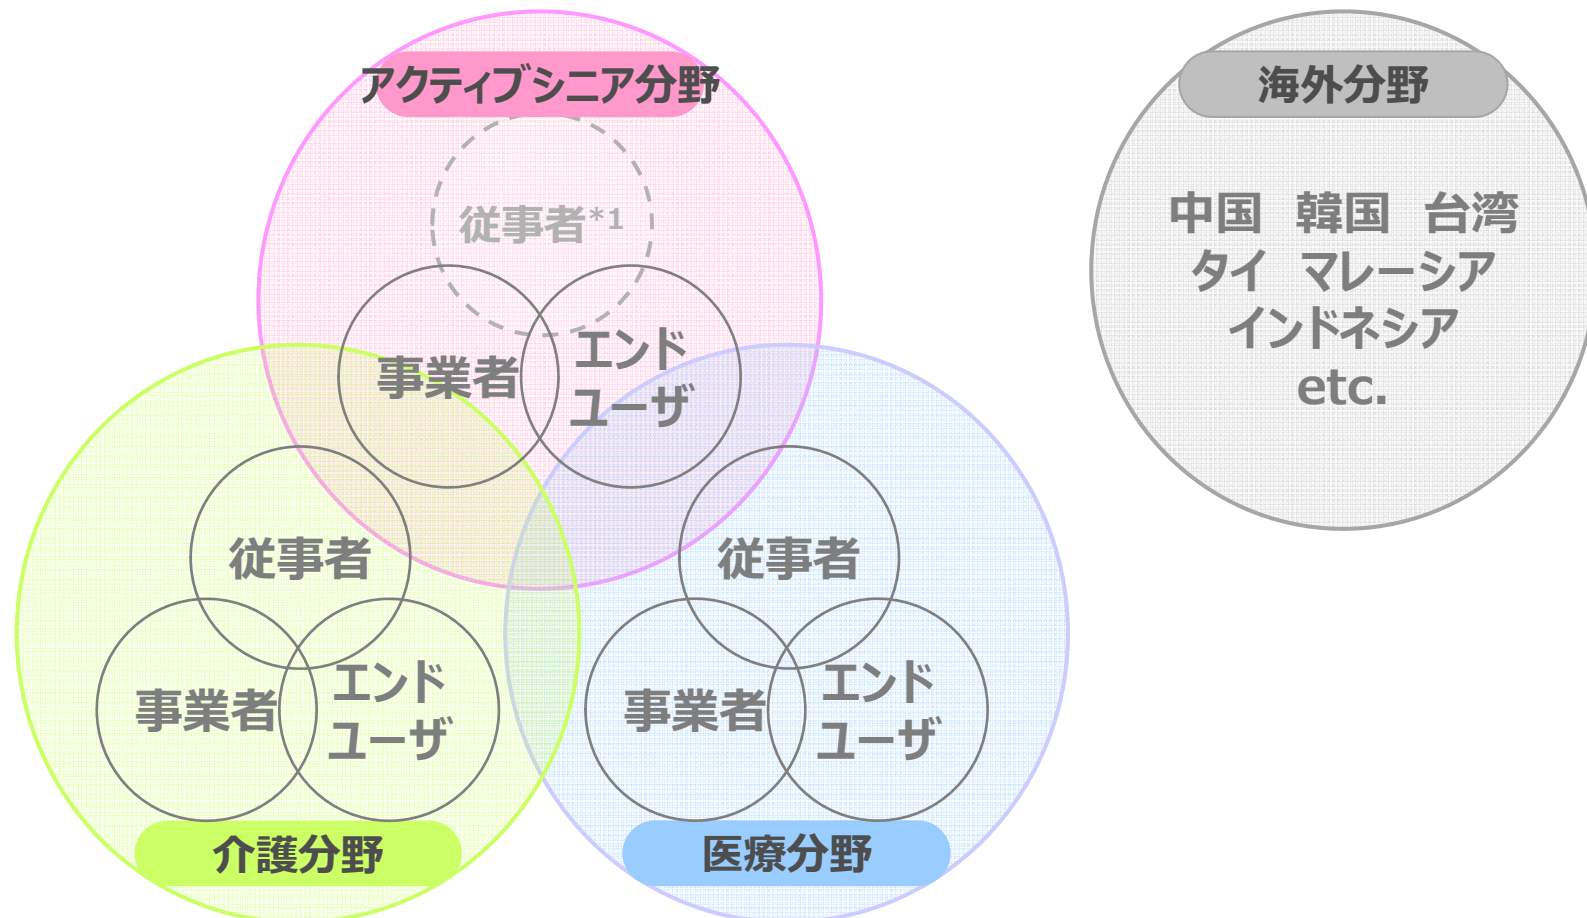 アクティブシニア分野
従事者*1
事業者
エンド
ユーザ
従事者
事業者
エンド
ユーザ
介護分野
従事者
事業者
エンド
ユーザ
医療分野
海外分野
中国 韓国 台湾
タイ マレーシア
インドネシア
etc.